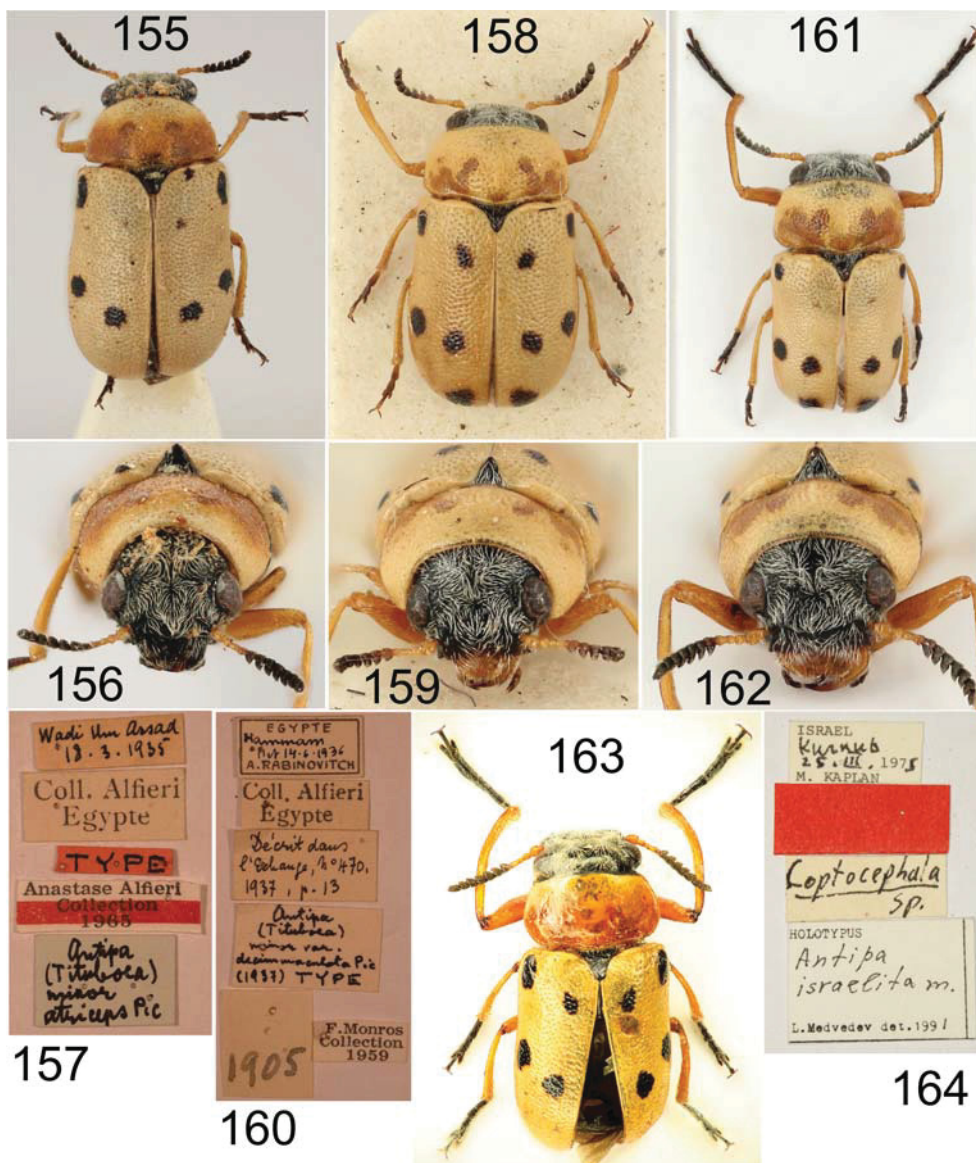 155
158
161
156
159
162
Wadi Um Assad
18.3.1935
Coll. Alfieri
Egypte
TYPE
Anastase Alfieri
Collection
1965
Antipa
(Tituboea)
minor
atriceps Pic
157
EGYPTE
Hammam
14-6-1936
A. RABINOVITCH
Coll. Alfieri
Egypte
Décrit dans
l'Echange, N° 470,
1937, p. 13
Antipa
(Tituboea)
minor var.
decimmaculata Pic
(1937) TYPE
1905
F. Monros
Collection
1959
160
163
ISRAEL
Kurnub
25.III.1975
M. KAPLAN
Coptocephala
sp.
HOLOTYPUS
Antipa
israelita m.
L. Medvedev det. 1991
164